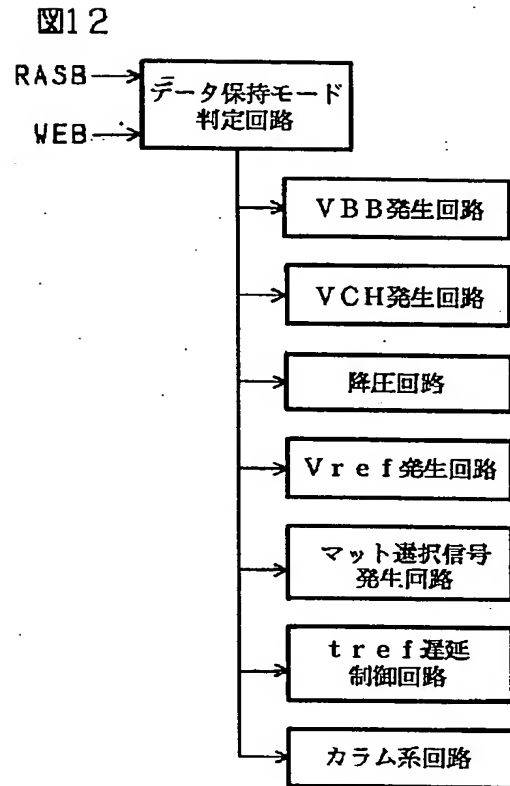 図12
RASB
WEB
データ保持モード
判定回路
VBB発生回路
VCH発生回路
降圧回路
Vref発生回路
マット選択信号
発生回路
tref遅延
制御回路
カラム系回路